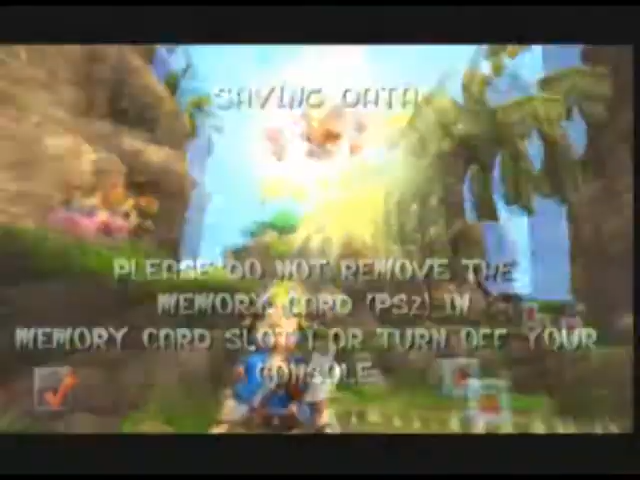 SAVING DATA
PLEASE DO NOT REMOVE THE
MEMORY CARD (PS2) IN
MEMORY CARD SLOT 1 OR TURN OFF YOUR
CONSOLE